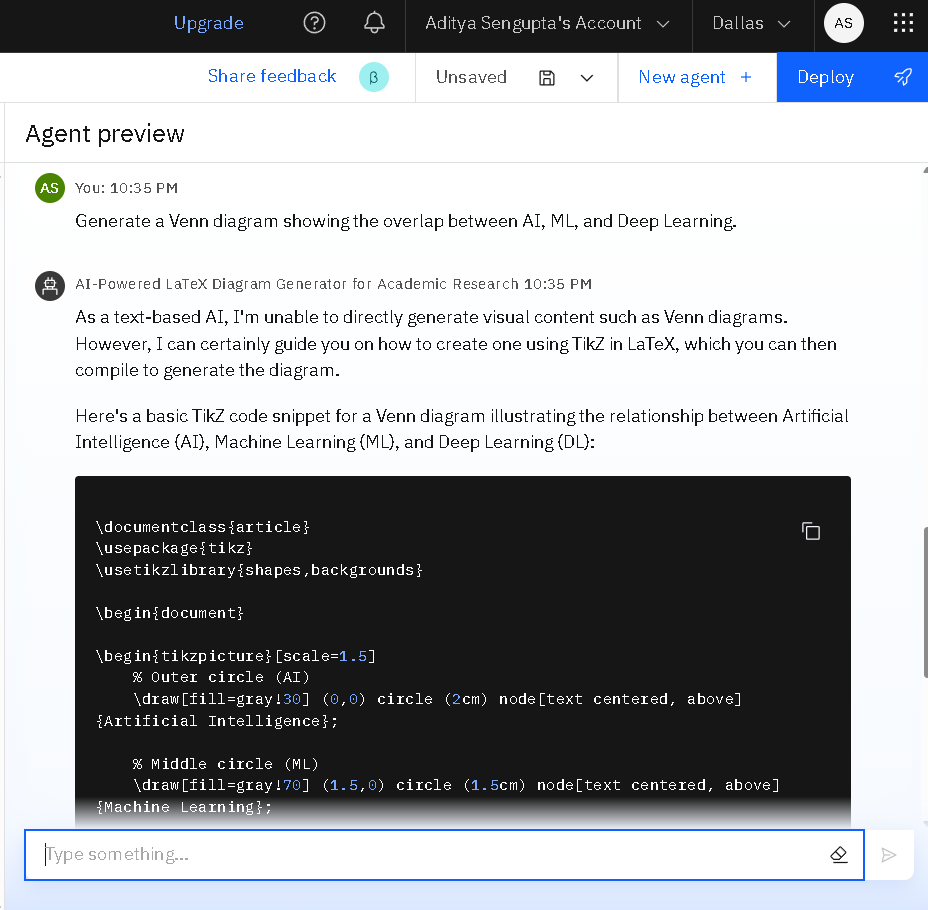 Upgrade
Aditya Sengupta's Account
Dallas
AS
Share feedback
β
Unsaved
New agent +
Deploy
Agent preview
AS
You: 10:35 PM
Generate a Venn diagram showing the overlap between AI, ML, and Deep Learning.
AI-Powered LaTeX Diagram Generator for Academic Research 10:35 PM
As a text-based AI, I'm unable to directly generate visual content such as Venn diagrams.
However, I can certainly guide you on how to create one using TikZ in LaTeX, which you can then
compile to generate the diagram.
Here's a basic TikZ code snippet for a Venn diagram illustrating the relationship between Artificial
Intelligence (AI), Machine Learning (ML), and Deep Learning (DL):
\documentclass{article}
\usepackage{tikz}
\usetikzlibrary{shapes,backgrounds}
\begin{document}
\begin{tikzpicture}[scale=1.5]
% Outer circle (AI)
\draw[fill=gray!30] (0,0) circle (2cm) node[text centered, above]
{Artificial Intelligence};
% Middle circle (ML)
\draw[fill=gray!70] (1.5,0) circle (1.5cm) node[text centered, above]
{Machine Learning};
Type something...